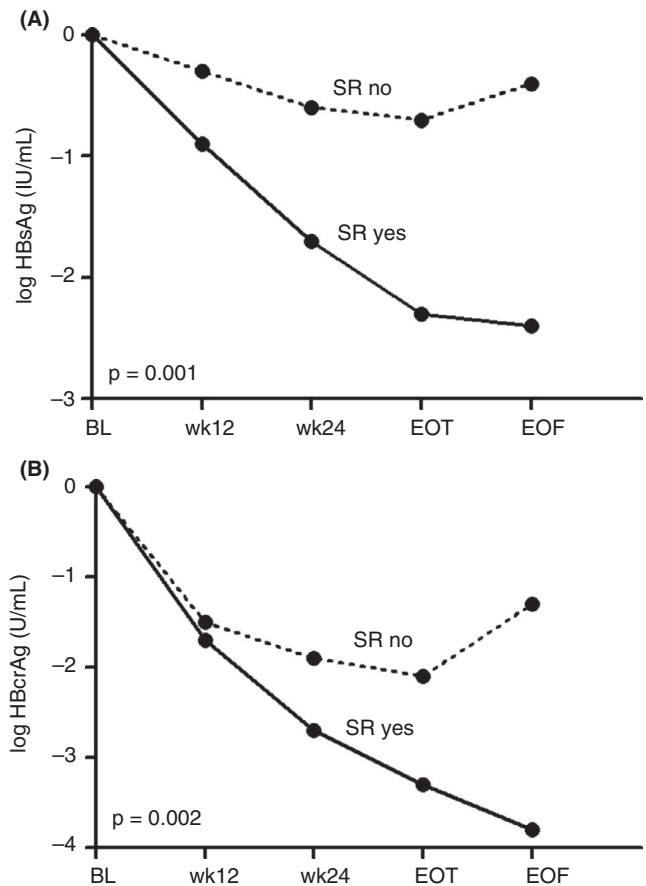 (A)
0
−1
−2
−3
log HBsAg (IU/mL)
SR no
SR yes
p = 0.001
BL wk12 wk24 EOT EOF
(B)
0
−1
−2
−3
−4
log HBcrAg (U/mL)
SR no
SR yes
p = 0.002
BL wk12 wk24 EOT EOF